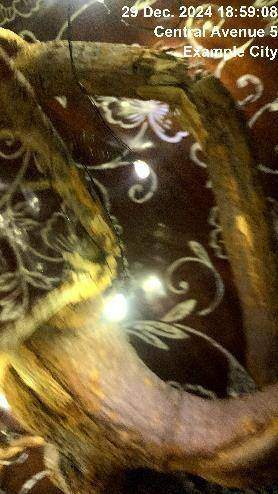 29 Dec. 2024 18:59:08
Central Avenue 5
Example City